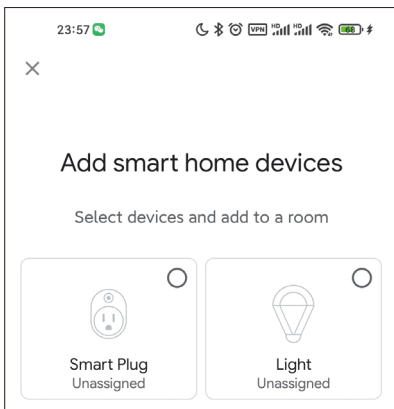 23:57 VPN HD HD 68
Add smart home devices
Select devices and add to a room
Smart Plug Light
Unassigned Unassigned